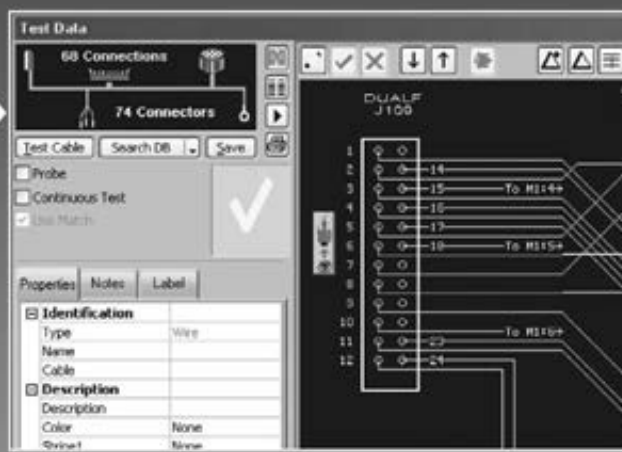 Test Data
68 Connections
74 Connectors
Test Cable
Search DB
Save
Probe
Continuous Test
Use Match
Properties
Notes
Label
Identification
Type Wire
Name
Cable
Description
Description
Color None
Stripe1 None
DUALF
J109
1
2 14
3 15 To M1:4
4 16
5 17
6 18 To M1:5
7
8
9
10
To M1:6
11 23
12 24